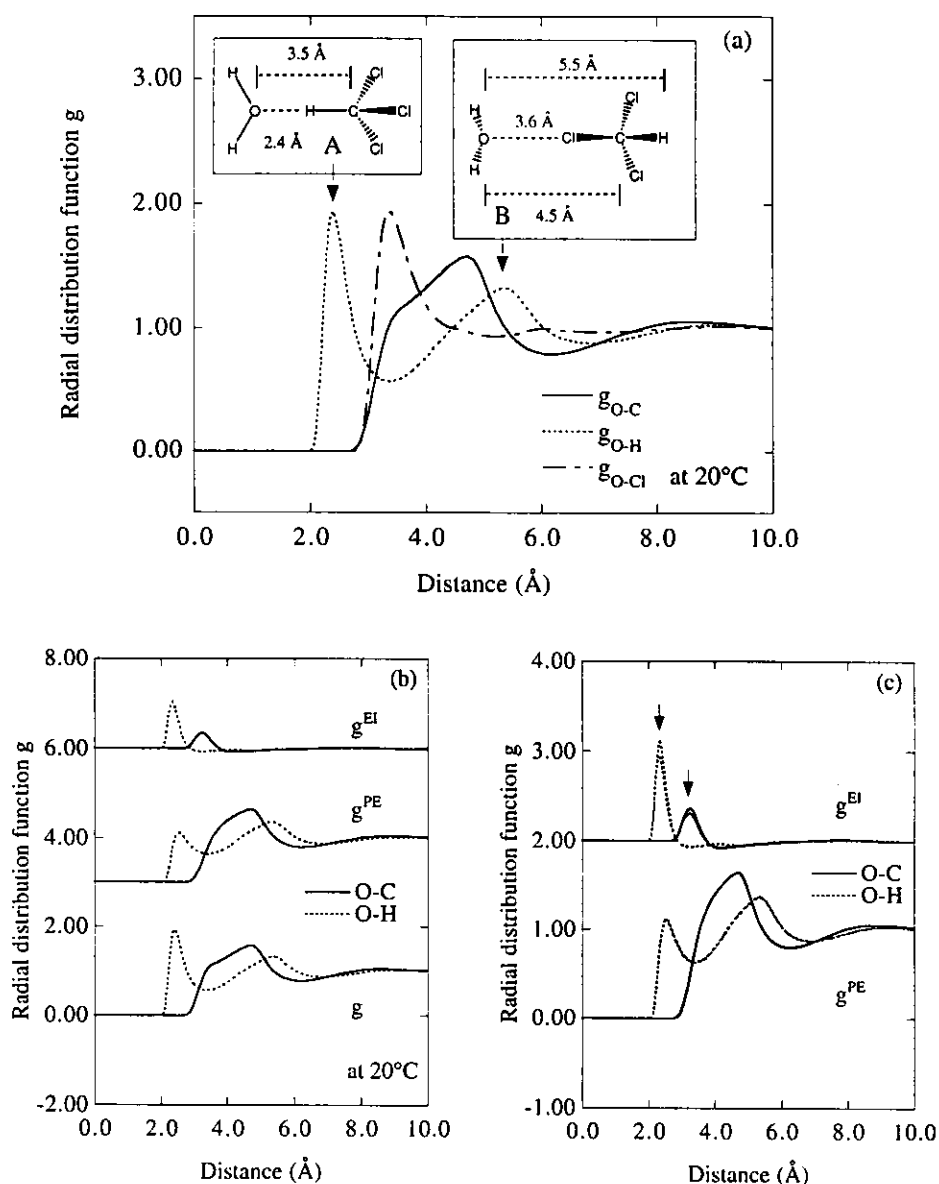 (a)
Radial distribution function g
3.00
2.00
1.00
0.00
3.5 Å
H
O
H
H
C
Cl
Cl
Cl
2.4 Å
A
5.5 Å
H
O
H
3.6 Å
Cl
C
H
Cl
Cl
4.5 Å
B
g O-C
g O-H
g O-Cl
at 20°C
0.0 2.0 4.0 6.0 8.0 10.0
Distance (Å)
(b)
Radial distribution function g
8.00
6.00
4.00
2.00
0.00
-2.00
g^EI
g^PE
O-C
O-H
g
at 20°C
0.0 2.0 4.0 6.0 8.0 10.0
Distance (Å)
(c)
Radial distribution function g
4.00
3.00
2.00
1.00
0.00
-1.00
g^EI
O-C
O-H
g^PE
0.0 2.0 4.0 6.0 8.0 10.0
Distance (Å)